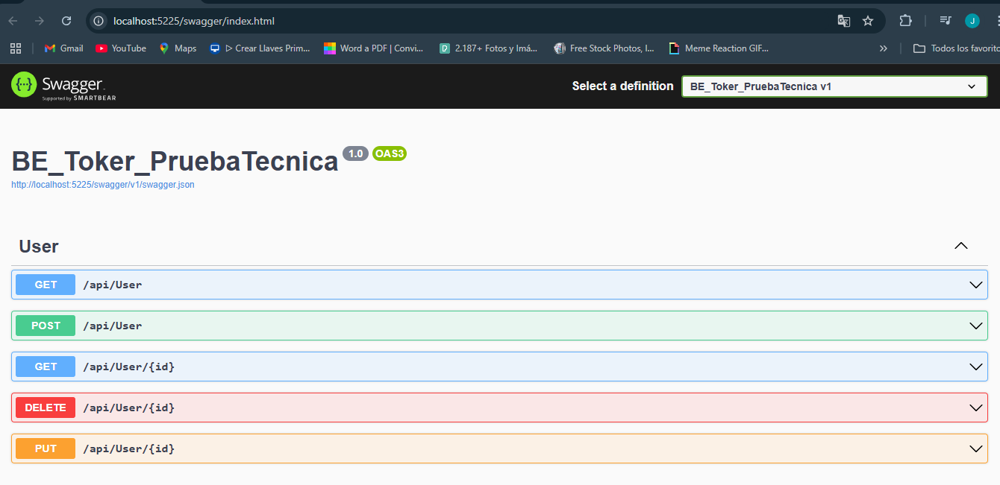 localhost:5225/swagger/index.html
J
Gmail
YouTube
Maps
▷ Crear Llaves Prim...
Word a PDF | Convi...
2.187+ Fotos y Imá...
Free Stock Photos, I...
Meme Reaction GIF...
»
Todos los favorito
Swagger.
Supported by SMARTBEAR
Select a definition
BE_Toker_PruebaTecnica v1
BE_Toker_PruebaTecnica 1.0 OAS3
http://localhost:5225/swagger/v1/swagger.json
User
GET /api/User
POST /api/User
GET /api/User/{id}
DELETE /api/User/{id}
PUT /api/User/{id}